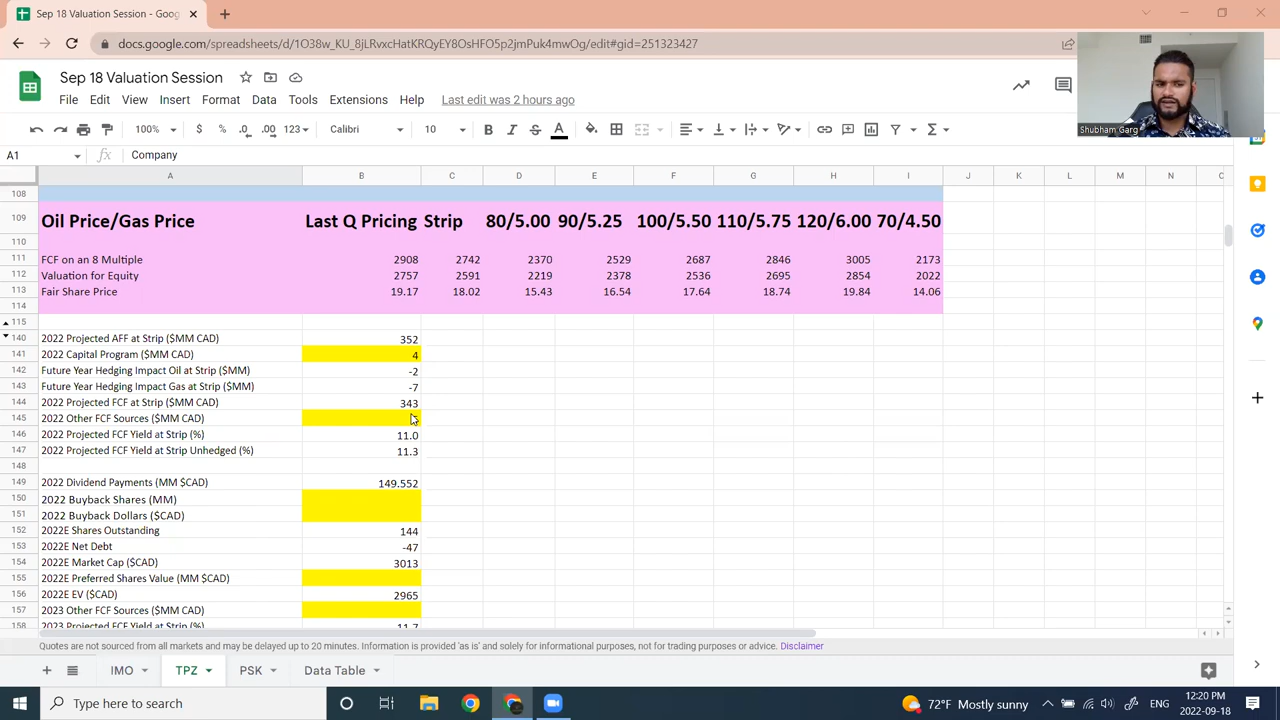 Sep 18 Valuation Session - Goog
docs.google.com/spreadsheets/d/1O38w_KU_8jLRvxcHatKRQ_F0OsHFO5p2jmPuk4mwOg/edit#gid=251323427
Sep 18 Valuation Session
File Edit View Insert Format Data Tools Extensions Help Last edit was 2 hours ago
100% $ % .0 .00 123 Calibri 10 B I S A
A1 fx Company
Shubham Garg
A B C D E F G H I J K L M N
108
109 Oil Price/Gas Price Last Q Pricing Strip 80/5.00 90/5.25 100/5.50 110/5.75 120/6.00 70/4.50
110
111 FCF on an 8 Multiple 2908 2742 2370 2529 2687 2846 3005 2173
112 Valuation for Equity 2757 2591 2219 2378 2536 2695 2854 2022
113 Fair Share Price 19.17 18.02 15.43 16.54 17.64 18.74 19.84 14.06
114
115
140 2022 Projected AFF at Strip ($MM CAD) 352
141 2022 Capital Program ($MM CAD) 4
142 Future Year Hedging Impact Oil at Strip ($MM) -2
143 Future Year Hedging Impact Gas at Strip ($MM) -7
144 2022 Projected FCF at Strip ($MM CAD) 343
145 2022 Other FCF Sources ($MM CAD)
146 2022 Projected FCF Yield at Strip (%) 11.0
147 2022 Projected FCF Yield at Strip Unhedged (%) 11.3
148
149 2022 Dividend Payments (MM $CAD) 149.552
150 2022 Buyback Shares (MM)
151 2022 Buyback Dollars ($CAD)
152 2022E Shares Outstanding 144
153 2022E Net Debt -47
154 2022E Market Cap ($CAD) 3013
155 2022E Preferred Shares Value (MM $CAD)
156 2022E EV ($CAD) 2965
157 2023 Other FCF Sources ($MM CAD)
158 2023 Projected FCF Yield at Strip (%) 11.7
Quotes are not sourced from all markets and may be delayed up to 20 minutes. Information is provided 'as is' and solely for informational purposes, not for trading purposes or advice. Disclaimer
IMO TPZ PSK Data Table
Type here to search 72°F Mostly sunny ENG 12:20 PM
2022-09-18